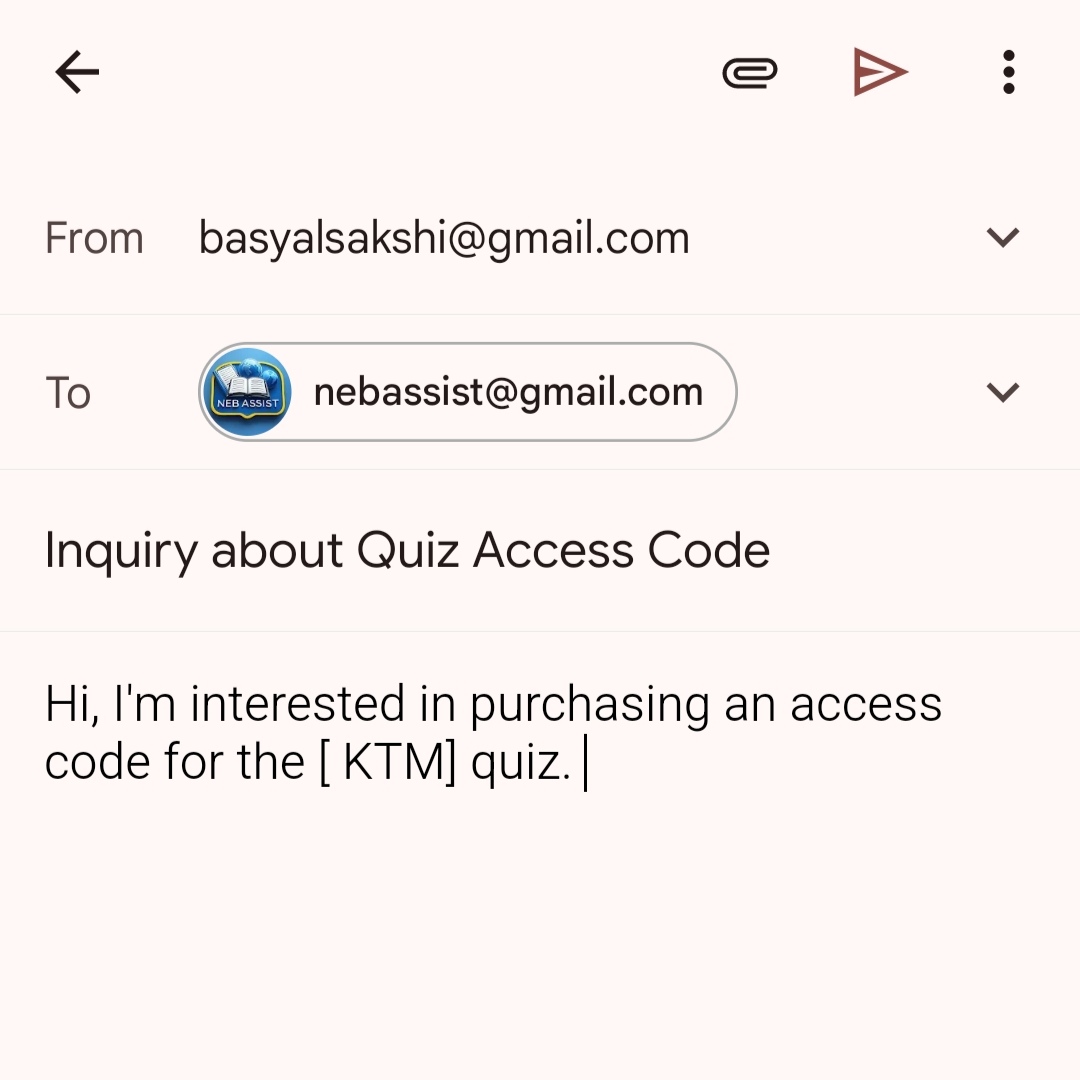 From basyalsakshi@gmail.com
To NEB ASSIST nebassist@gmail.com
Inquiry about Quiz Access Code
Hi, I'm interested in purchasing an access
code for the [ KTM] quiz.